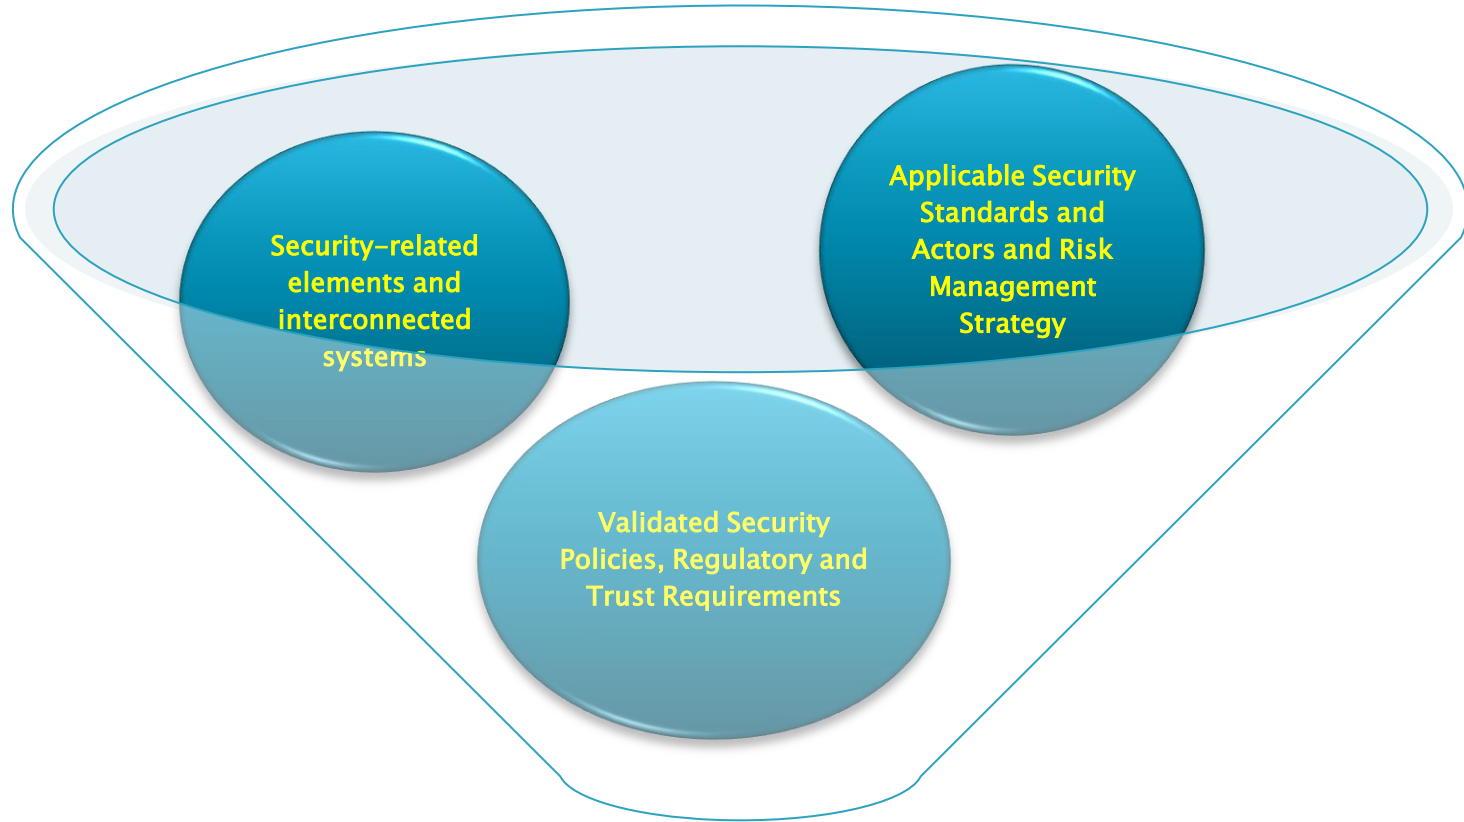 Security-related
elements and
interconnected
systems
Applicable Security
Standards and
Actors and Risk
Management
Strategy
Validated Security
Policies, Regulatory and
Trust Requirements